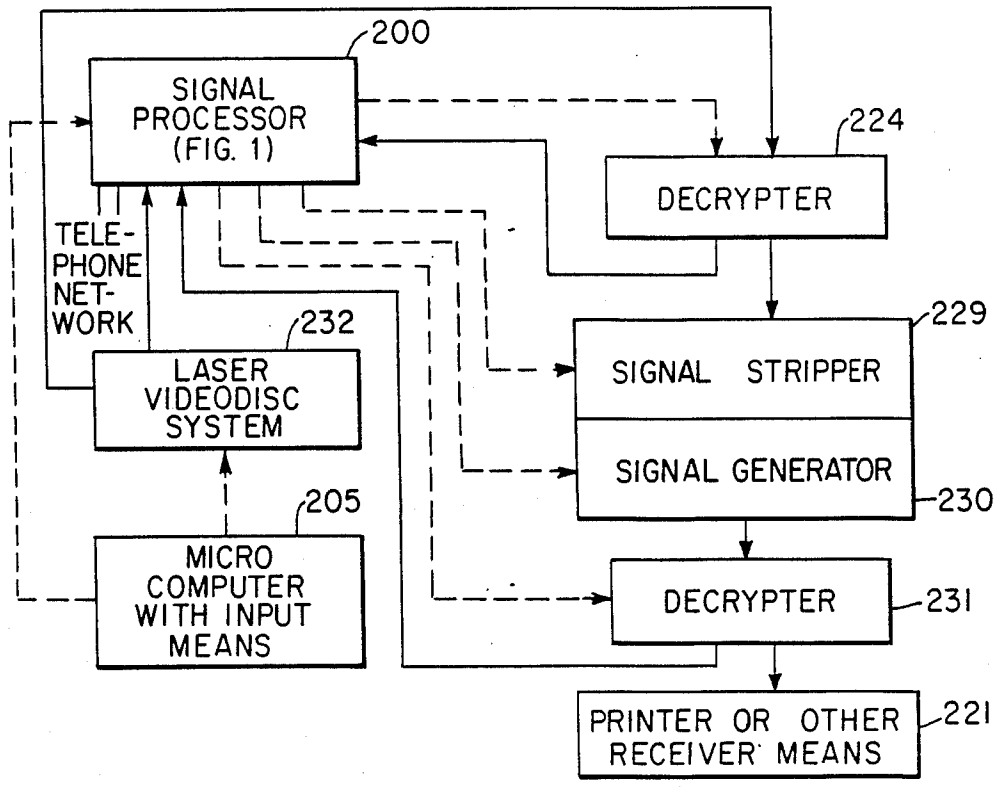 200
SIGNAL
PROCESSOR
(FIG. 1)
224
DECRYPTER
TELE-
PHONE
NET-
WORK
232
229
LASER
VIDEODISC
SYSTEM
SIGNAL STRIPPER
SIGNAL GENERATOR
230
205
MICRO
COMPUTER
WITH INPUT
MEANS
DECRYPTER
231
PRINTER OR OTHER
RECEIVER MEANS
221